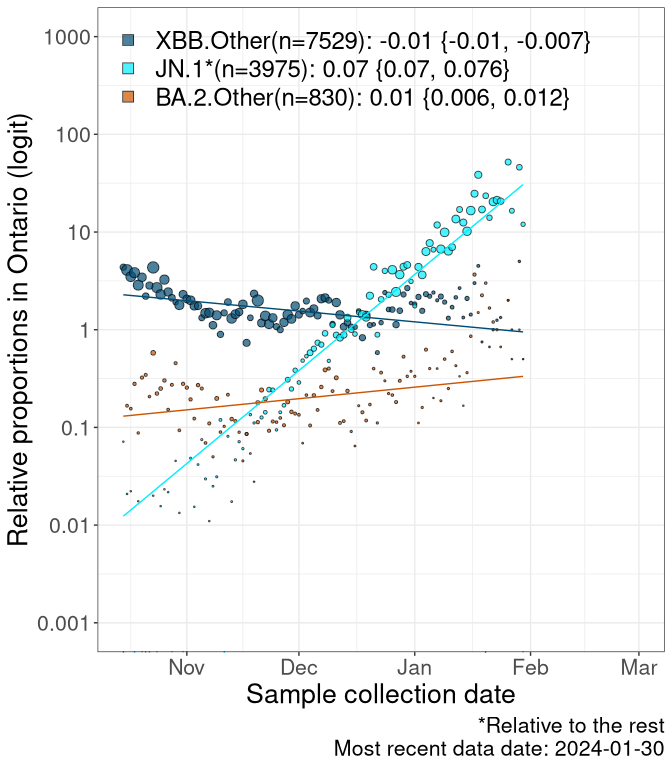 XBB.Other(n=7529): -0.01 {-0.01, -0.007}
JN.1*(n=3975): 0.07 {0.07, 0.076}
BA.2.Other(n=830): 0.01 {0.006, 0.012}
Relative proportions in Ontario (logit)
1000
100
10
1
0.1
0.01
0.001
Nov Dec Jan Feb Mar
Sample collection date
*Relative to the rest
Most recent data date: 2024-01-30